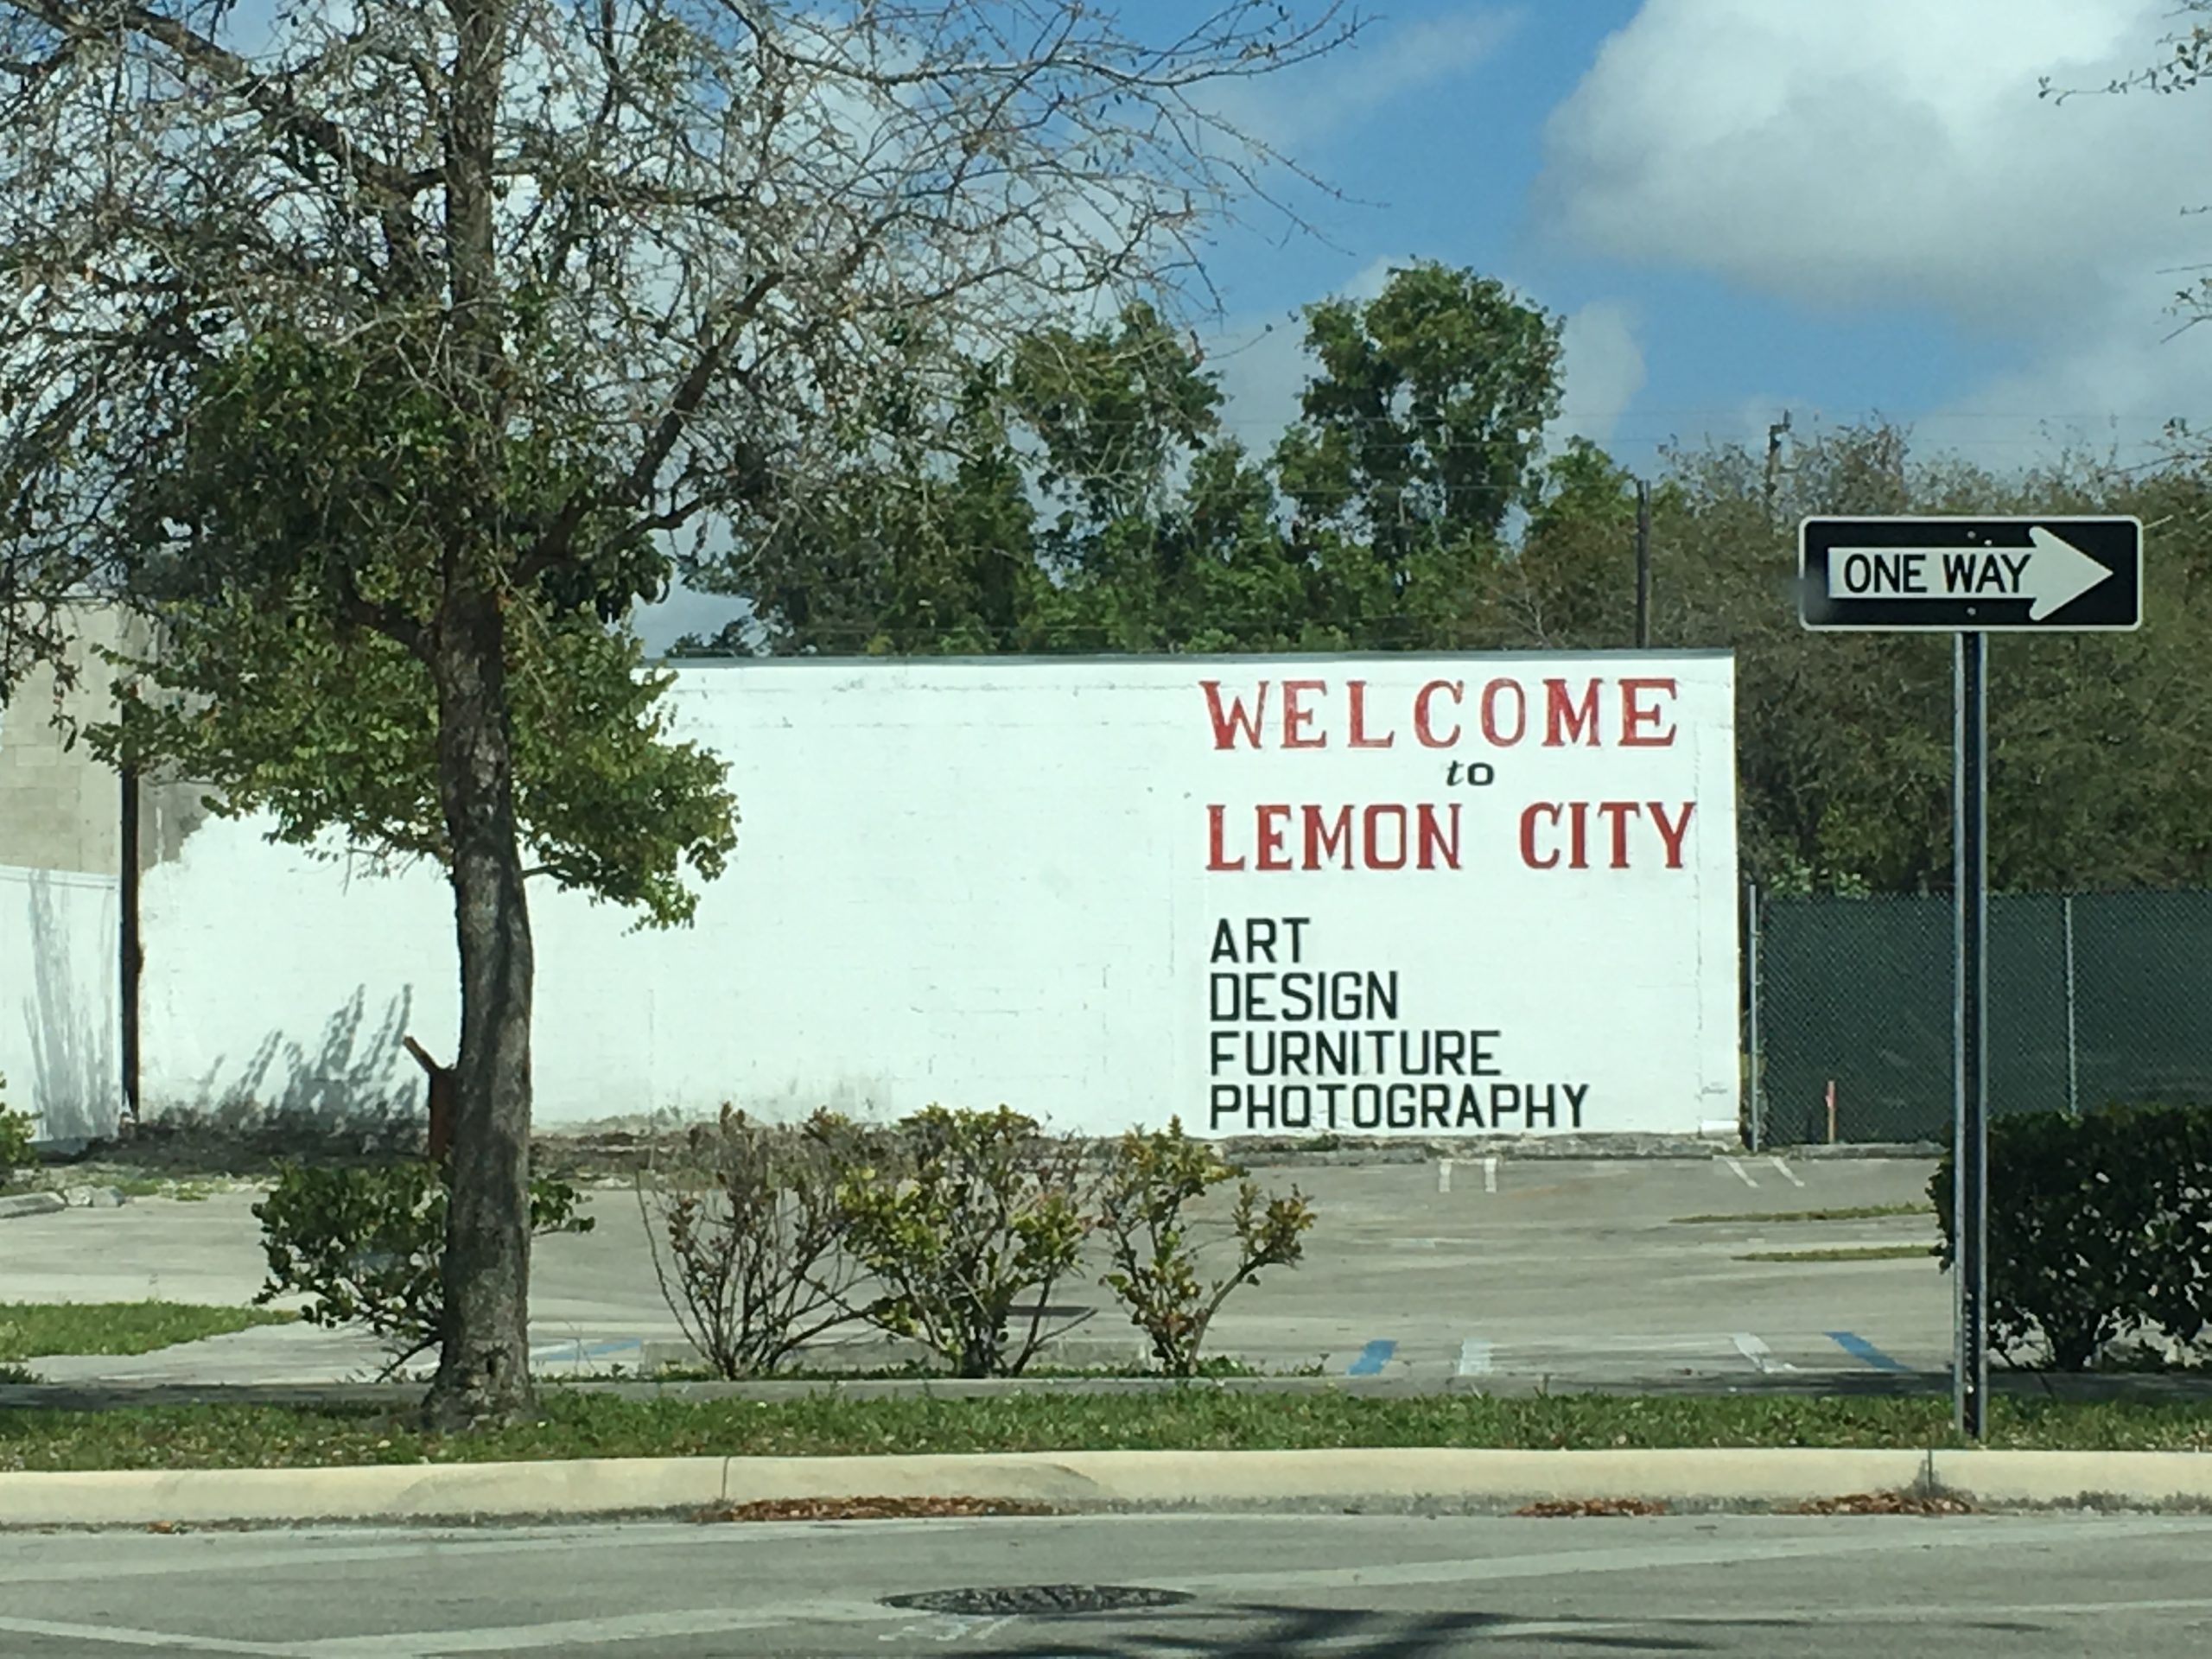 WELCOME
to
LEMON CITY
ART
DESIGN
FURNITURE
PHOTOGRAPHY
ONE WAY